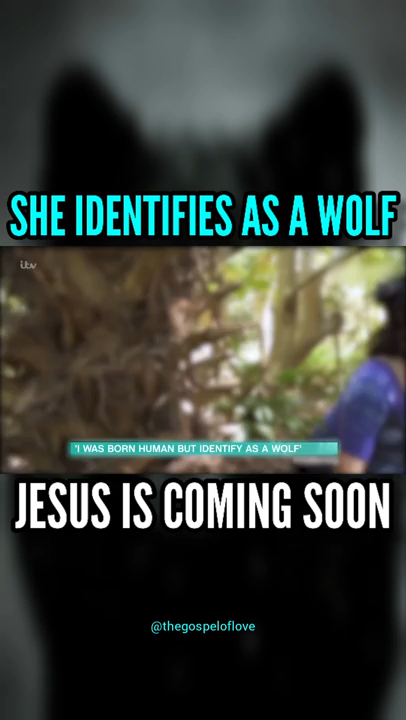 SHE IDENTIFIES AS A WOLF
itv
'I WAS BORN HUMAN BUT IDENTIFY AS A WOLF'
JESUS IS COMING SOON
@thegospeloflove